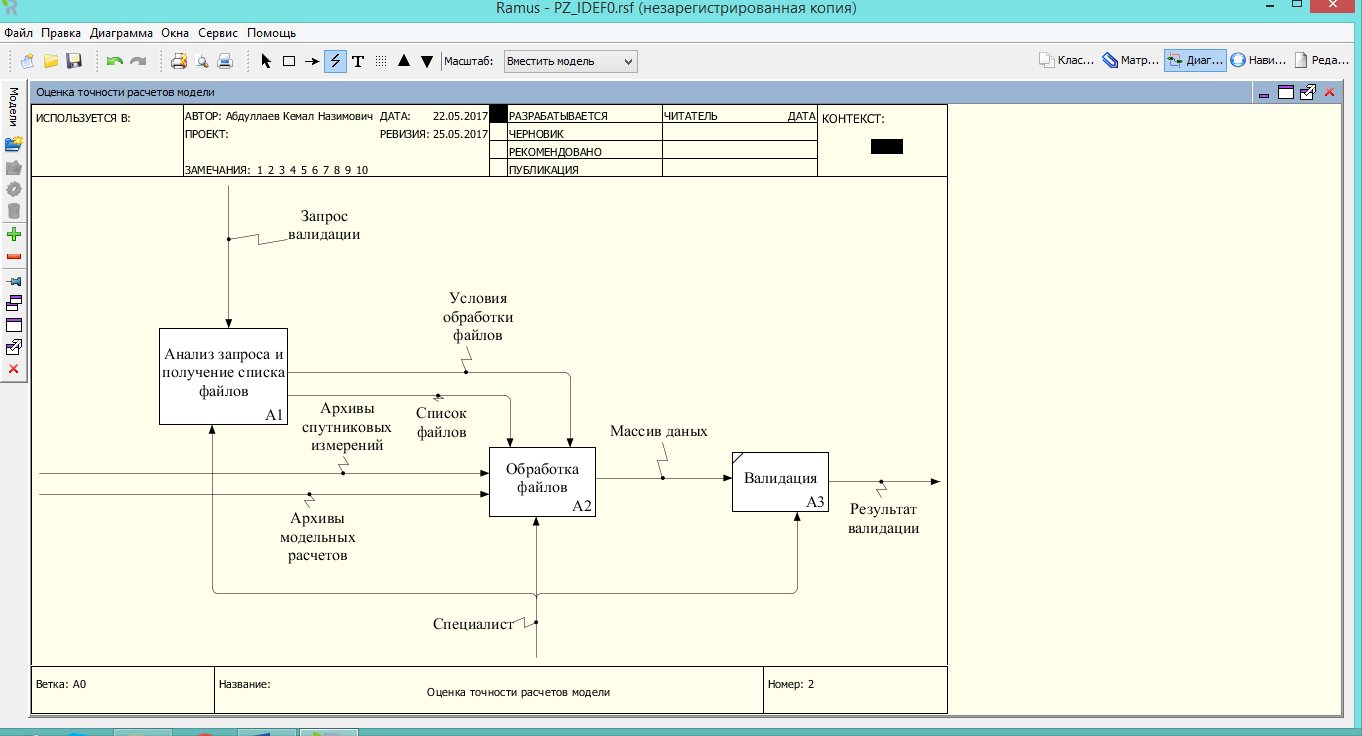 Ramus - PZ_IDEF0.rsf (незарегистрированная копия)
Файл Правка Диаграмма Окна Сервис Помощь
Масштаб: Вместить модель
Клас... Матр... Диаг... Нави... Реда...
Модели
Оценка точности расчетов модели
ИСПОЛЬЗУЕТСЯ В:
АВТОР: Абдуллаев Кемал Назимович ДАТА: 22.05.2017
ПРОЕКТ: РЕВИЗИЯ: 25.05.2017
ЗАМЕЧАНИЯ: 1 2 3 4 5 6 7 8 9 10
РАЗРАБАТЫВАЕТСЯ
ЧЕРНОВИК
РЕКОМЕНДОВАНО
ПУБЛИКАЦИЯ
ЧИТАТЕЛЬ ДАТА
КОНТЕКСТ:
Запрос
валидации
Условия
обработки
файлов
Анализ запроса и
получение списка
файлов
A1
Архивы
спутниковых
измерений
Список
файлов
Массив даных
Обработка
файлов
A2
Валидация
A3
Архивы
модельных
расчетов
Результат
валидации
Специалист
Ветка: A0
Название:
Оценка точности расчетов модели
Номер: 2